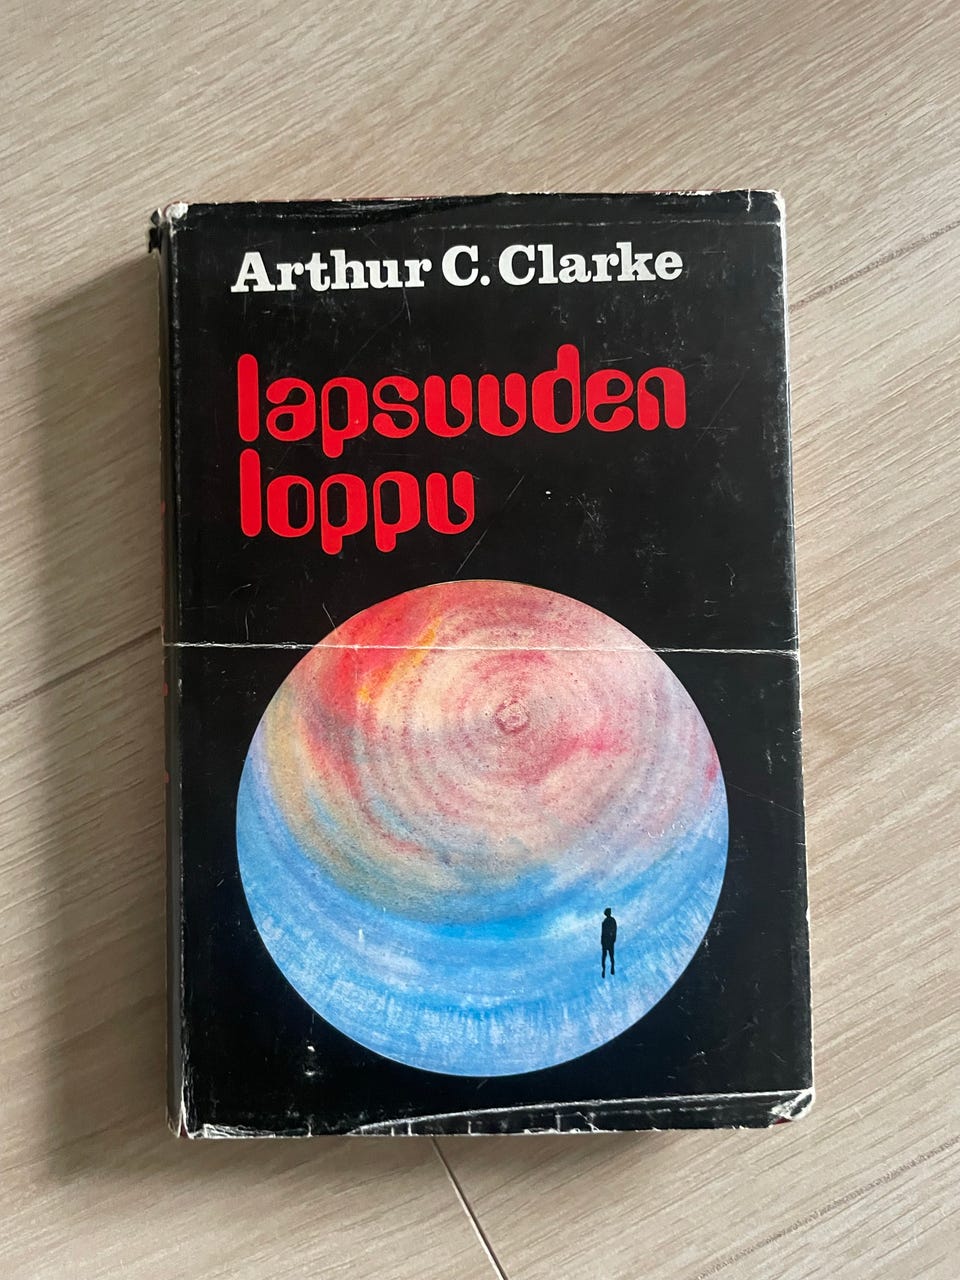 Arthur C. Clarke
lapsuuden
loppu